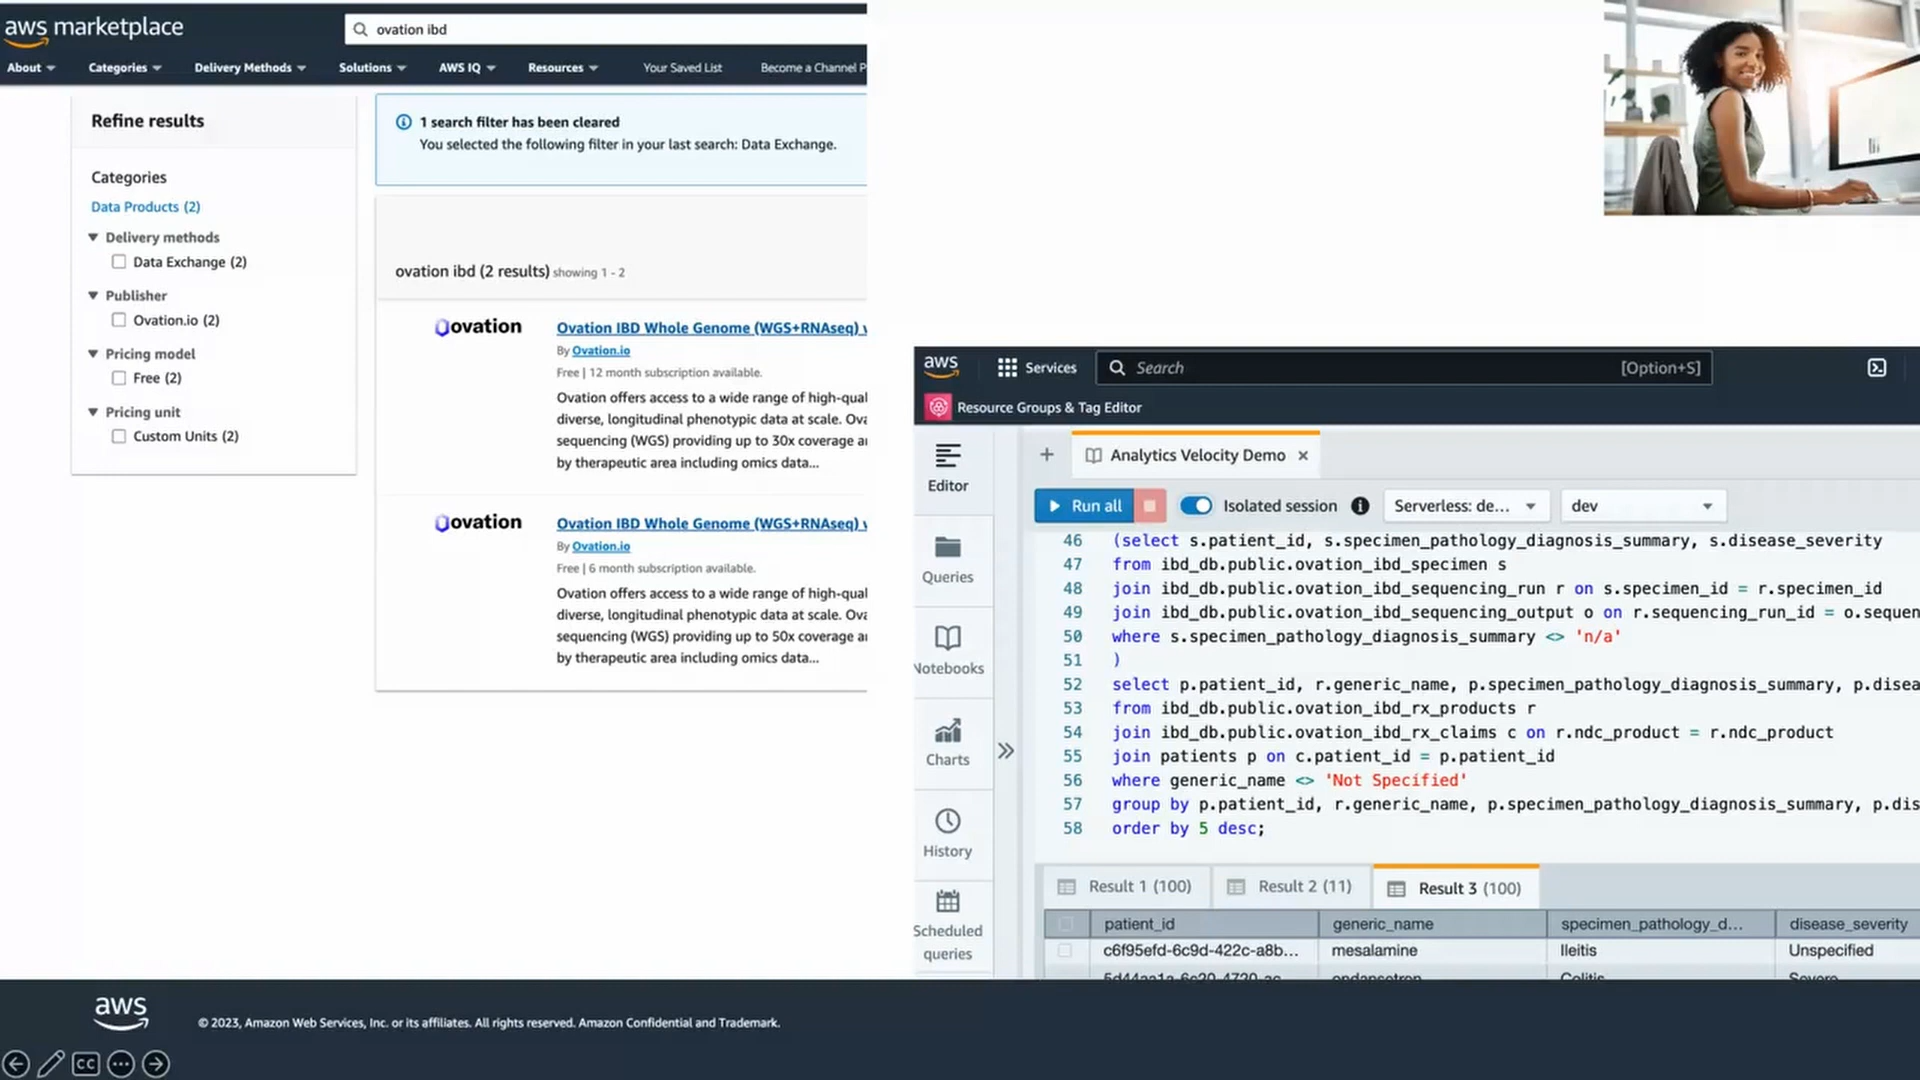 aws marketplace
ovation ibd
About
Categories
Delivery Methods
Solutions
AWS IQ
Resources
Your Saved List
Become a Channel P
Refine results
Categories
Data Products (2)
Delivery methods
Data Exchange (2)
Publisher
Ovation.io (2)
Pricing model
Free (2)
Pricing unit
Custom Units (2)
1 search filter has been cleared
You selected the following filter in your last search: Data Exchange.
ovation ibd (2 results) showing 1 - 2
ovation
Ovation IBD Whole Genome (WGS+RNAseq) v
By Ovation.io
Free | 12 month subscription available.
Ovation offers access to a wide range of high-qual
diverse, longitudinal phenotypic data at scale. Ova
sequencing (WGS) providing up to 30x coverage a
by therapeutic area including omics data...
ovation
Ovation IBD Whole Genome (WGS+RNAseq) v
By Ovation.io
Free | 6 month subscription available.
Ovation offers access to a wide range of high-qual
diverse, longitudinal phenotypic data at scale. Ova
sequencing (WGS) providing up to 50x coverage a
by therapeutic area including omics data...
aws
Services
Search
[Option+S]
Resource Groups & Tag Editor
Editor
Queries
Notebooks
Charts
History
Scheduled
queries
+
Analytics Velocity Demo ×
Run all
Isolated session
Serverless: de...
dev
46 (select s.patient_id, s.specimen_pathology_diagnosis_summary, s.disease_severity
47 from ibd_db.public.ovation_ibd_specimen s
48 join ibd_db.public.ovation_ibd_sequencing_run r on s.specimen_id = r.specimen_id
49 join ibd_db.public.ovation_ibd_sequencing_output o on r.sequencing_run_id = o.sequen
50 where s.specimen_pathology_diagnosis_summary <> 'n/a'
51 )
52 select p.patient_id, r.generic_name, p.specimen_pathology_diagnosis_summary, p.disea
53 from ibd_db.public.ovation_ibd_rx_products r
54 join ibd_db.public.ovation_ibd_rx_claims c on r.ndc_product = r.ndc_product
55 join patients p on c.patient_id = p.patient_id
56 where generic_name <> 'Not Specified'
57 group by p.patient_id, r.generic_name, p.specimen_pathology_diagnosis_summary, p.dis
58 order by 5 desc;
Result 1 (100)
Result 2 (11)
Result 3 (100)
patient_id generic_name specimen_pathology_d... disease_severity
c6f95efd-6c9d-422c-a8b... mesalamine Ileitis Unspecified
aws
© 2023, Amazon Web Services, Inc. or its affiliates. All rights reserved. Amazon Confidential and Trademark.
CC